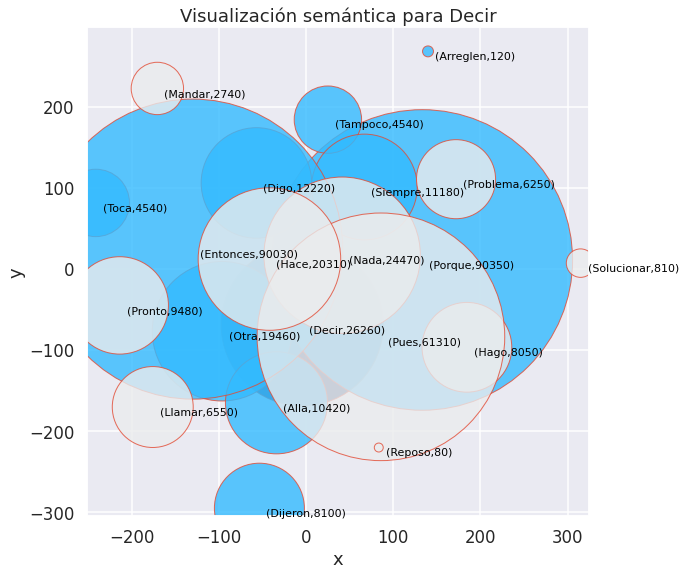 Visualización semántica para Decir
(Arreglen,120)
(Mandar,2740)
200
(Tampoco,4540)
(Digo,12220)
(Siempre,11180)
(Problema,6250)
100
(Toca,4540)
(Entonces,90030)
(Hace,20310)
(Nada,24470)
(Porque,90350)
(Solucionar,810)
0
y
(Pronto,9480)
(Otra,19460)
(Decir,26260)
(Pues,61310)
(Hago,8050)
−100
(Llamar,6550)
(Alla,10420)
−200
(Reposo,80)
(Dijeron,8100)
−300
−200
−100
0
100
200
300
x